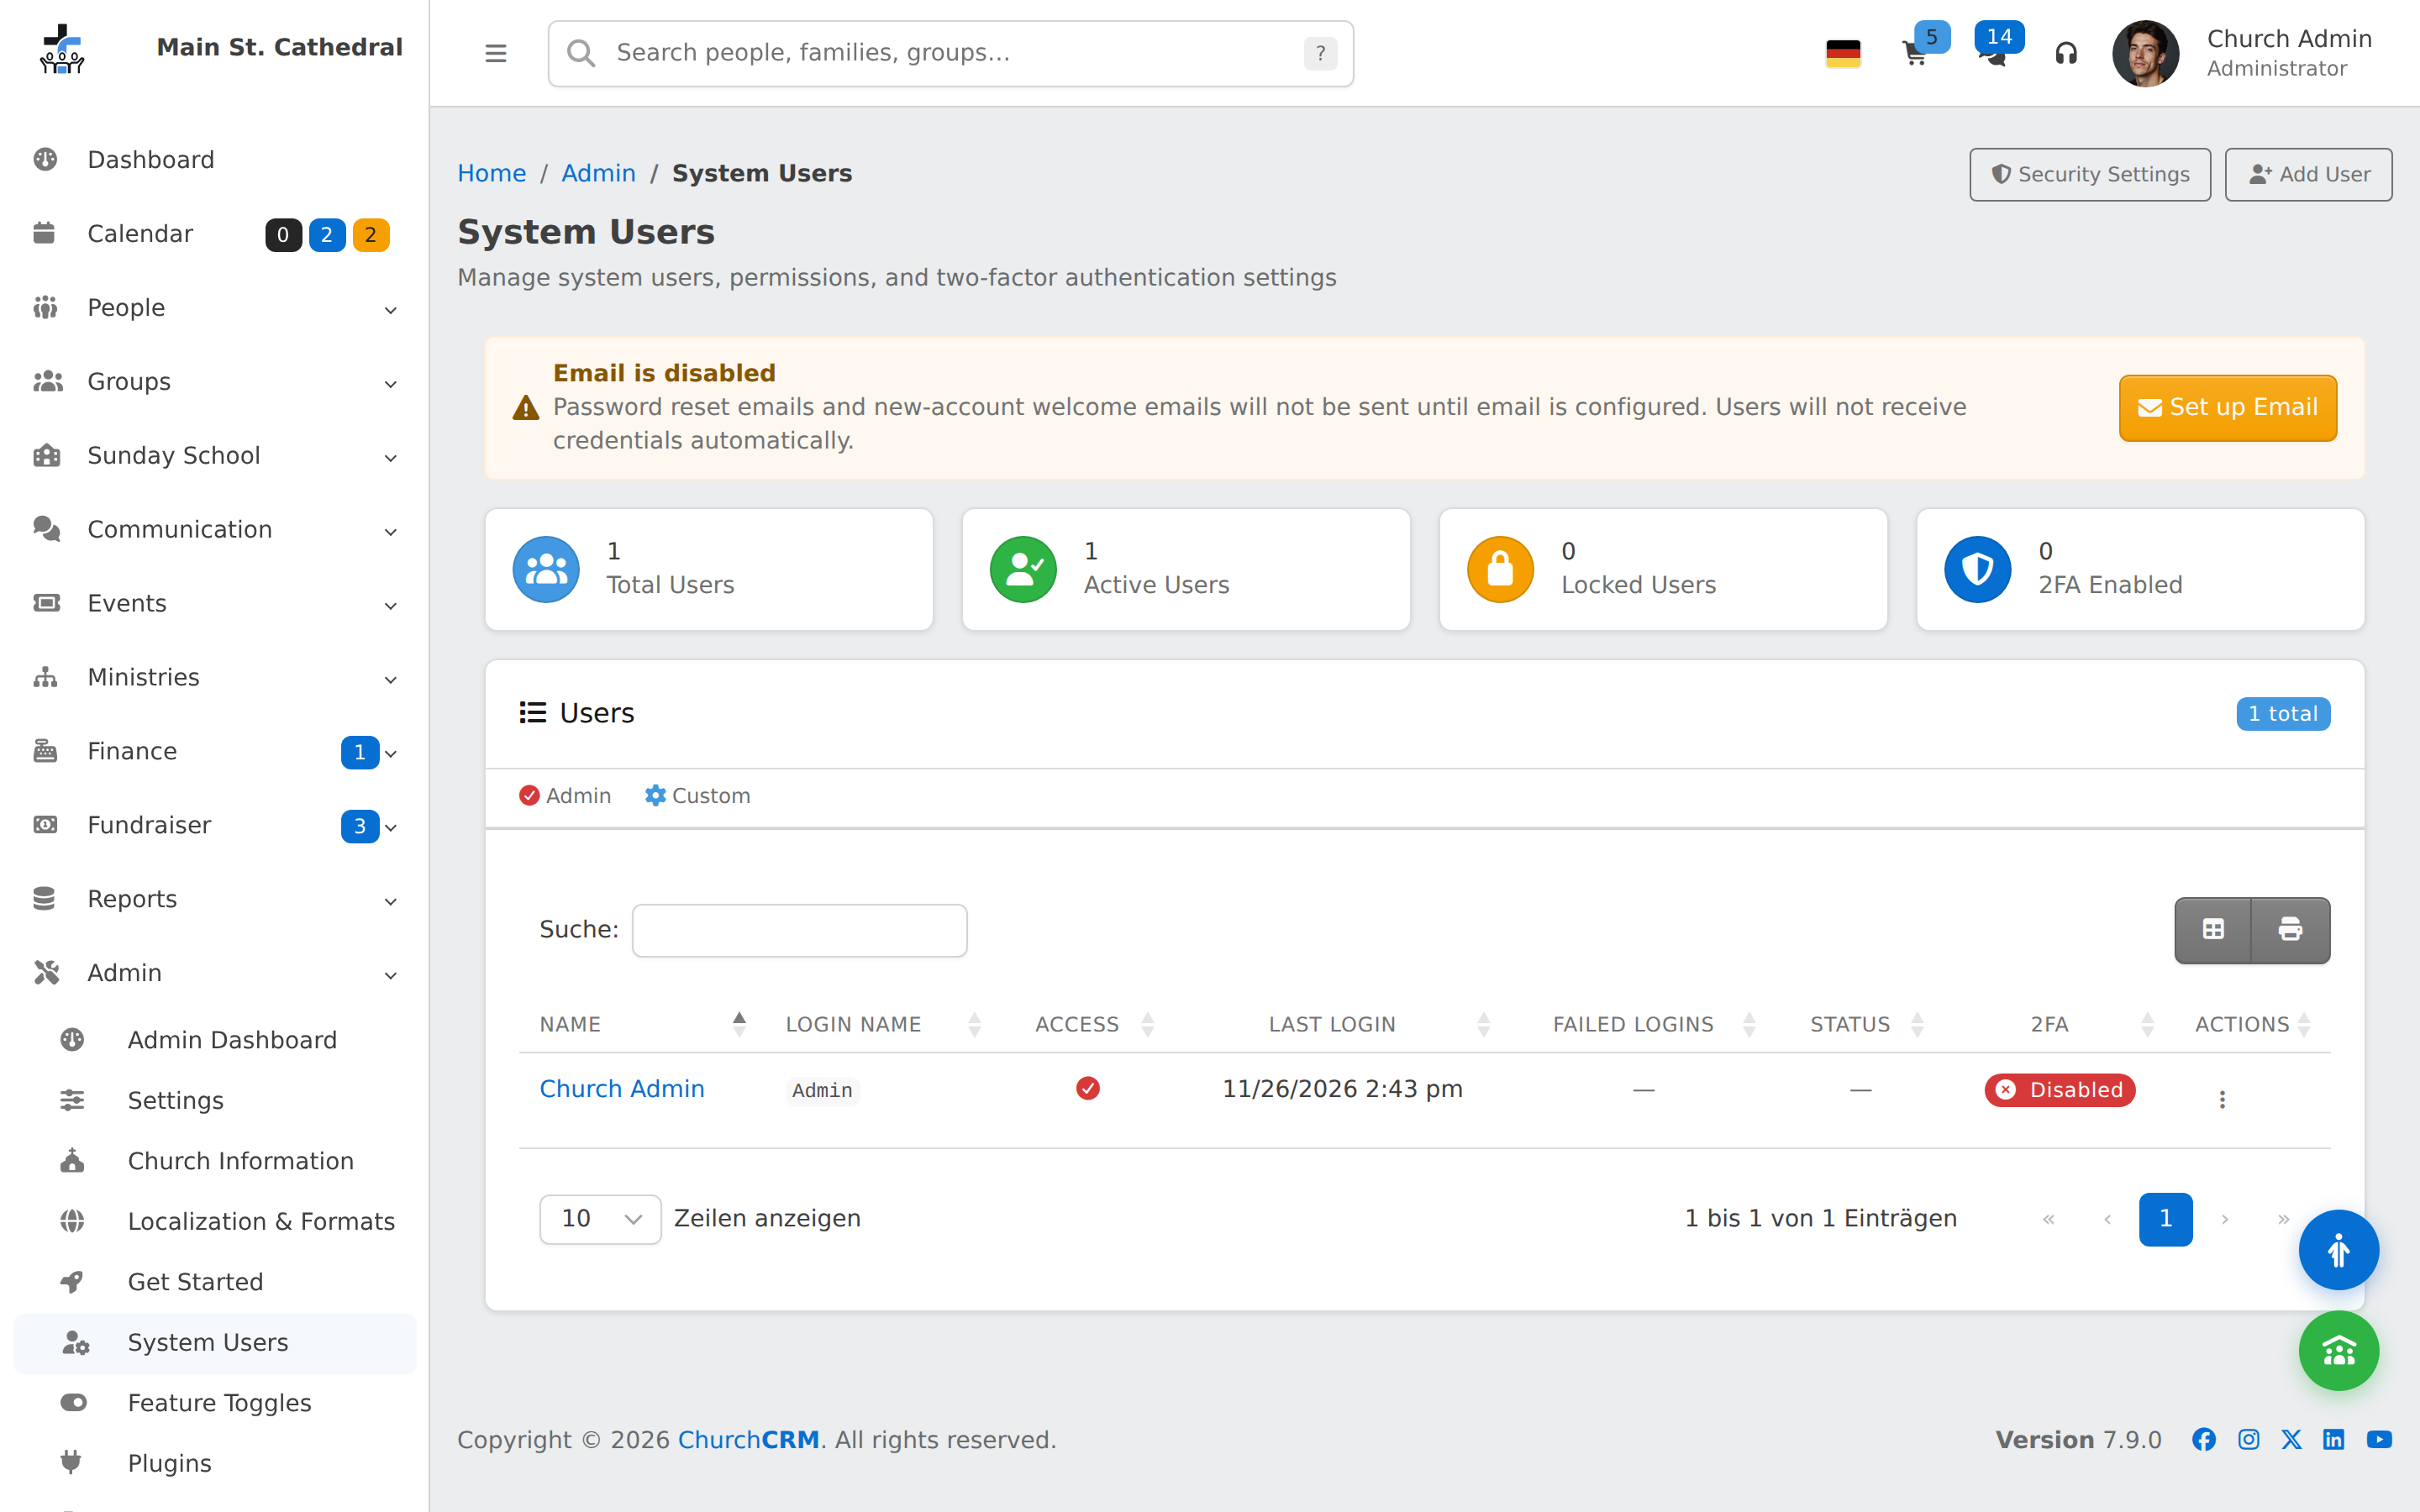 Main St. Cathedral
Search people, families, groups...
?
5
14
Church Admin
Administrator
Dashboard
Calendar
0
2
2
People
Groups
Sunday School
Communication
Events
Ministries
Finance
1
Fundraiser
3
Reports
Admin
Admin Dashboard
Settings
Church Information
Localization & Formats
Get Started
System Users
Feature Toggles
Plugins
Home / Admin / System Users
Security Settings
Add User
System Users
Manage system users, permissions, and two-factor authentication settings
Email is disabled
Password reset emails and new-account welcome emails will not be sent until email is configured. Users will not receive
credentials automatically.
Set up Email
1
Total Users
1
Active Users
0
Locked Users
0
2FA Enabled
Users
1 total
Admin
Custom
Suche:
NAME
LOGIN NAME
ACCESS
LAST LOGIN
FAILED LOGINS
STATUS
2FA
ACTIONS
Church Admin
Admin
11/26/2026 2:43 pm
—
—
Disabled
10
Zeilen anzeigen
1 bis 1 von 1 Einträgen
«
‹
1
›
»
Copyright © 2026 ChurchCRM. All rights reserved.
Version 7.9.0